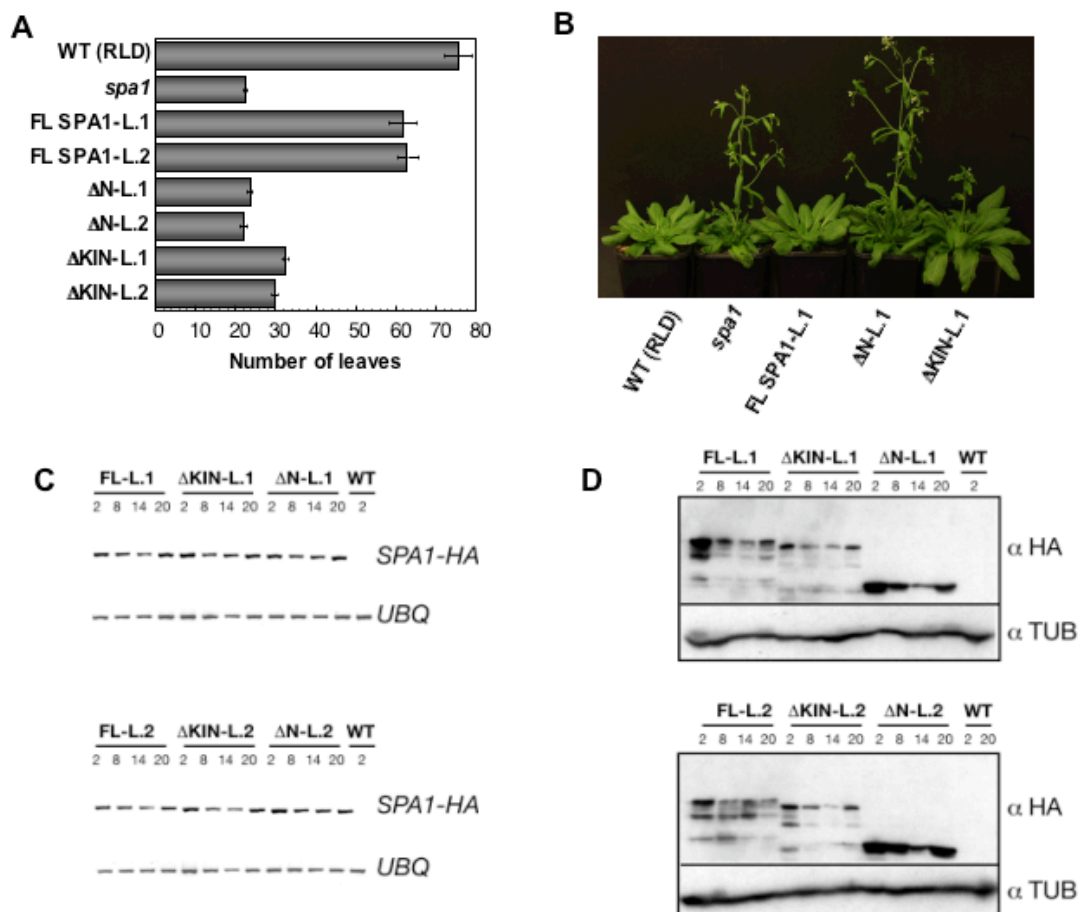 A
WT (RLD)
spa1
FL SPA1-L.1
FL SPA1-L.2
ΔN-L.1
ΔN-L.2
ΔKIN-L.1
ΔKIN-L.2
0 10 20 30 40 50 60 70 80
Number of leaves
B
WT (RLD)
spa1
FL SPA1-L.1
ΔN-L.1
ΔKIN-L.1
C
FL-L.1 ΔKIN-L.1 ΔN-L.1 WT
2 8 14 20 2 8 14 20 2 8 14 20 2
SPA1-HA
UBQ
FL-L.2 ΔKIN-L.2 ΔN-L.2 WT
2 8 14 20 2 8 14 20 2 8 14 20 2
SPA1-HA
UBQ
D
FL-L.1 ΔKIN-L.1 ΔN-L.1 WT
2 8 14 20 2 8 14 20 2 8 14 20 2
α HA
α TUB
FL-L.2 ΔKIN-L.2 ΔN-L.2 WT
2 8 14 20 2 8 14 20 2 8 14 20 2 20
α HA
α TUB